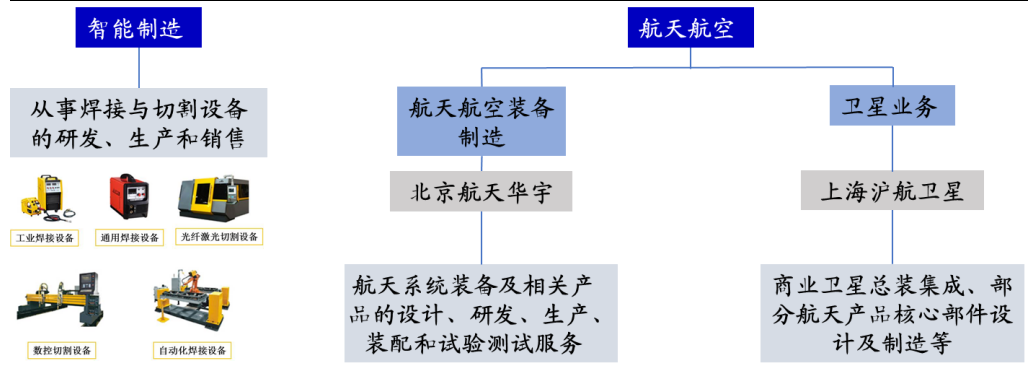 智能制造
从事焊接与切割设备
的研发、生产和销售
工业焊接设备
通用焊接设备
光纤激光切割设备
数控切割设备
自动化焊接设备
航天航空
航天航空装备
制造
北京航天华宇
航天系统装备及相关产
品的设计、研发、生产、
装配和试验测试服务
卫星业务
上海沪航卫星
商业卫星总装集成、部
分航天产品核心部件设
计及制造等